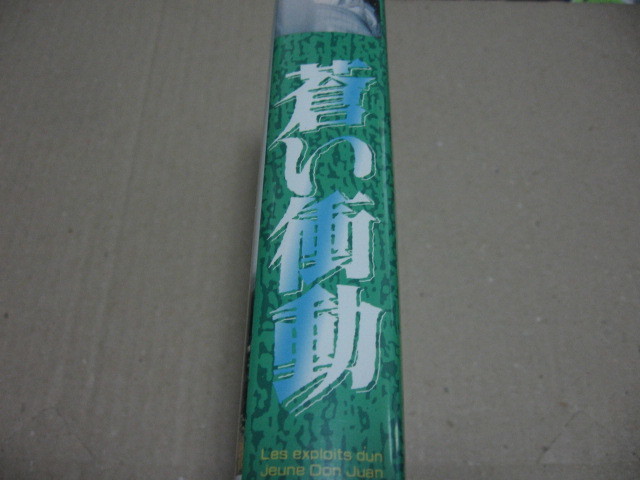 蒼い衝動
Les exploits dun
jeune Don Juan